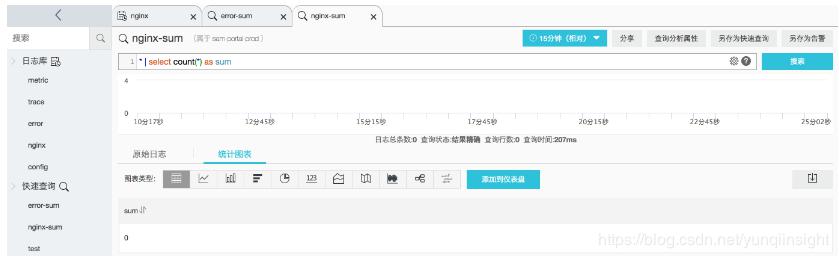 nginx
error-sum
nginx-sum
搜索
nginx-sum
15分钟（相对）
分享
查询分析属性
另存为快速查询
另存为告警
1
* | select count(*) as sum
搜索
日志库
metric
trace
error
nginx
config
快速查询
error-sum
nginx-sum
test
4
0
10分17秒
12分45秒
15分15秒
17分45秒
20分15秒
22分45秒
25分02秒
日志总条数:0 查询状态:结果精确 查询行数:0 查询时间:207ms
原始日志
统计图表
图表类型:
123
添加到仪表盘
sum
0
https://blog.csdn.net/yunqiinsight